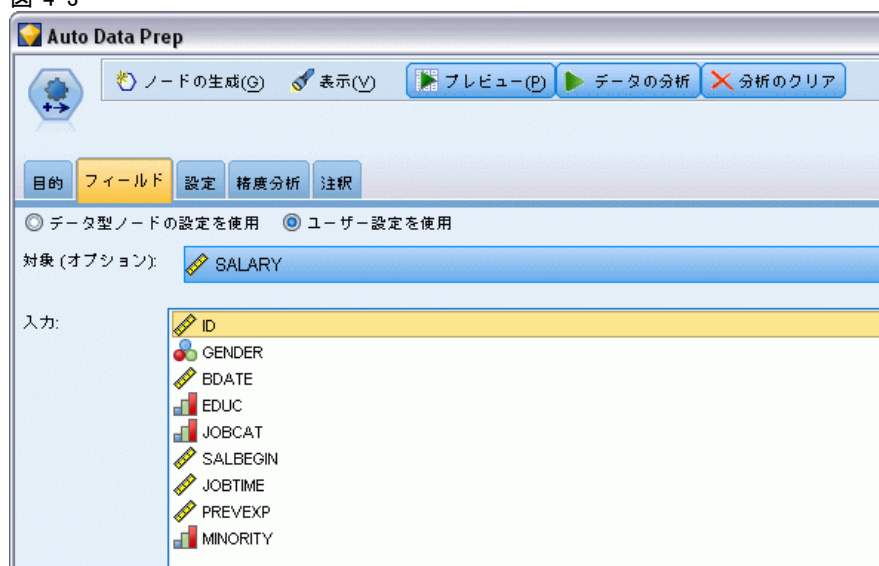 図 4-3
Auto Data Prep
ノードの生成(G) 表示(V) プレビュー(P) データの分析 分析のクリア
目的 フィールド 設定 精度分析 注釈
データ型ノードの設定を使用 ユーザー設定を使用
対象 (オプション): SALARY
入力:
ID
GENDER
BDATE
EDUC
JOBCAT
SALBEGIN
JOBTIME
PREVEXP
MINORITY